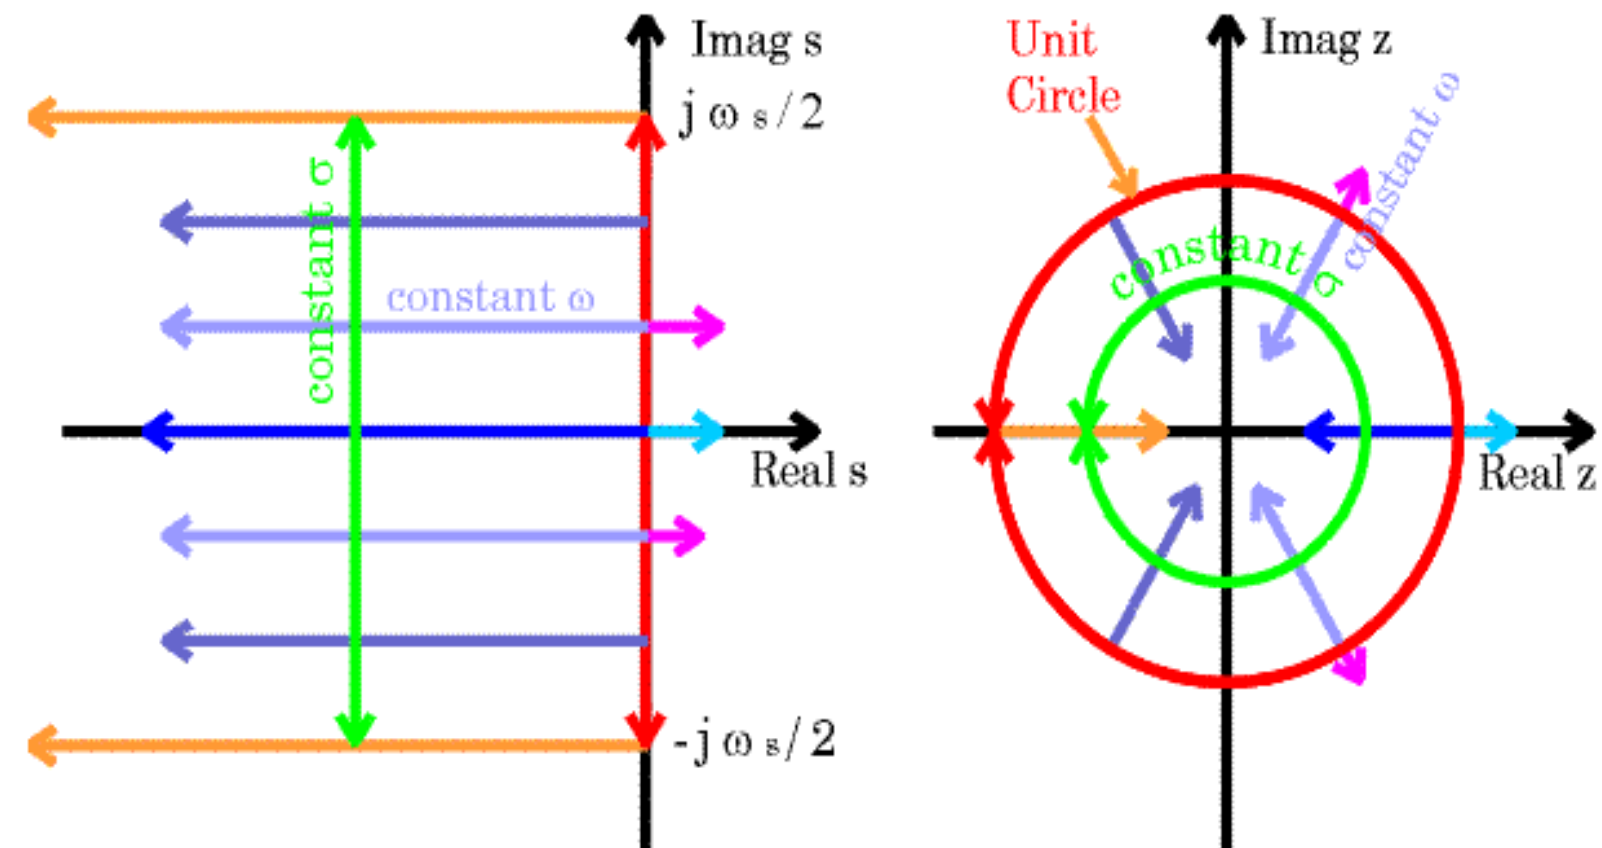 Imag s
j ω s/2
constant σ
constant ω
Real s
-j ω s/2
Unit
Circle
Imag z
constant ω
constant σ
Real z